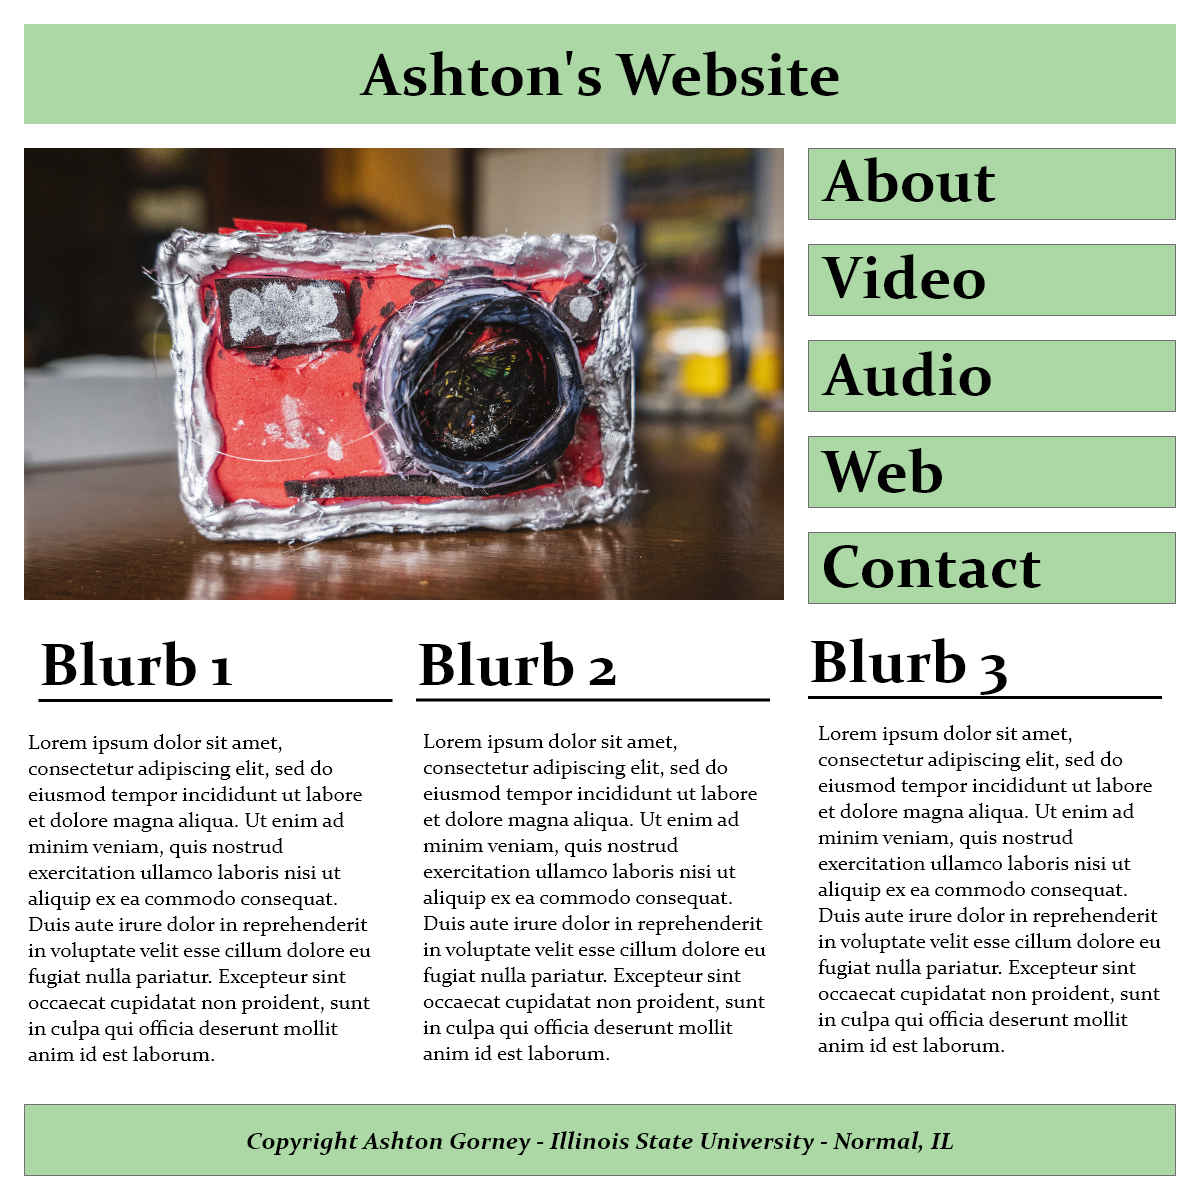 Ashton's Website
About
Video
Audio
Web
Contact
Blurb 1
Lorem ipsum dolor sit amet,
consectetur adipiscing elit, sed do
eiusmod tempor incididunt ut labore
et dolore magna aliqua. Ut enim ad
minim veniam, quis nostrud
exercitation ullamco laboris nisi ut
aliquip ex ea commodo consequat.
Duis aute irure dolor in reprehenderit
in voluptate velit esse cillum dolore eu
fugiat nulla pariatur. Excepteur sint
occaecat cupidatat non proident, sunt
in culpa qui officia deserunt mollit
anim id est laborum.
Blurb 2
Lorem ipsum dolor sit amet,
consectetur adipiscing elit, sed do
eiusmod tempor incididunt ut labore
et dolore magna aliqua. Ut enim ad
minim veniam, quis nostrud
exercitation ullamco laboris nisi ut
aliquip ex ea commodo consequat.
Duis aute irure dolor in reprehenderit
in voluptate velit esse cillum dolore eu
fugiat nulla pariatur. Excepteur sint
occaecat cupidatat non proident, sunt
in culpa qui officia deserunt mollit
anim id est laborum.
Blurb 3
Lorem ipsum dolor sit amet,
consectetur adipiscing elit, sed do
eiusmod tempor incididunt ut labore
et dolore magna aliqua. Ut enim ad
minim veniam, quis nostrud
exercitation ullamco laboris nisi ut
aliquip ex ea commodo consequat.
Duis aute irure dolor in reprehenderit
in voluptate velit esse cillum dolore eu
fugiat nulla pariatur. Excepteur sint
occaecat cupidatat non proident, sunt
in culpa qui officia deserunt mollit
anim id est laborum.
Copyright Ashton Gorney - Illinois State University - Normal, IL